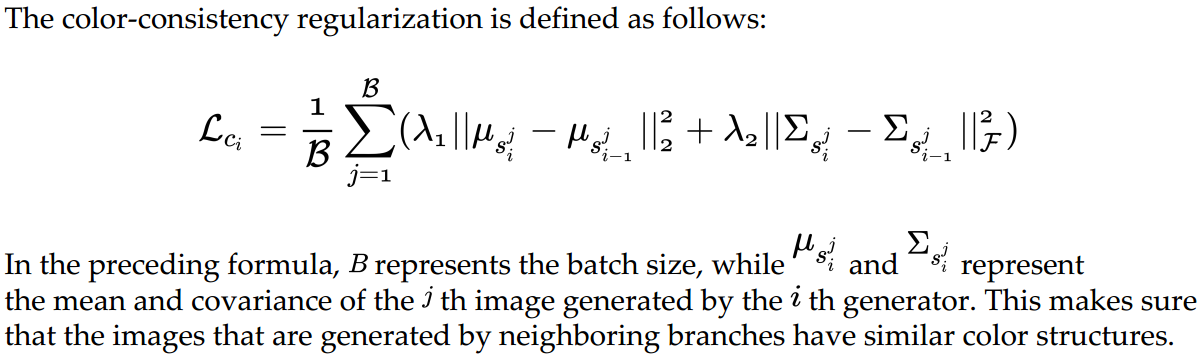 The color-consistency regularization is defined as follows:
$\mathcal{L}_{c_i} = \frac{1}{\mathcal{B}} \sum_{j=1}^{\mathcal{B}} (\lambda_1 ||\mu_{s_i^j} - \mu_{s_{i-1}^j}||_2^2 + \lambda_2 ||\Sigma_{s_i^j} - \Sigma_{s_{i-1}^j}||_{\mathcal{F}}^2)$
In the preceding formula, $B$ represents the batch size, while $\mu_{s_i^j}$ and $\Sigma_{s_i^j}$ represent
the mean and covariance of the $j$ th image generated by the $i$ th generator. This makes sure
that the images that are generated by neighboring branches have similar color structures.